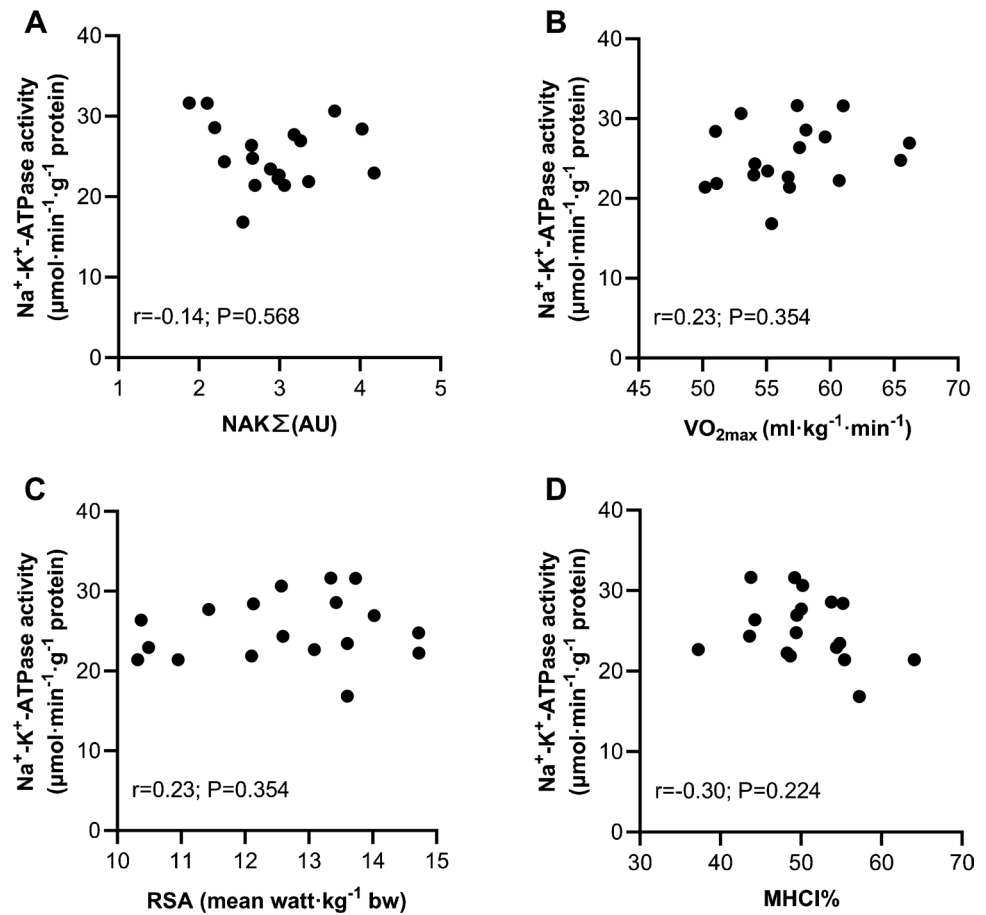 A
Na⁺-K⁺-ATPase activity
(µmol·min⁻¹·g⁻¹ protein)
40
30
20
10
0
r=-0.14; P=0.568
1 2 3 4 5
NAKΣ(AU)
B
Na⁺-K⁺-ATPase activity
(µmol·min⁻¹·g⁻¹ protein)
40
30
20
10
0
r=0.23; P=0.354
45 50 55 60 65 70
VO₂max (ml·kg⁻¹·min⁻¹)
C
Na⁺-K⁺-ATPase activity
(µmol·min⁻¹·g⁻¹ protein)
40
30
20
10
0
r=0.23; P=0.354
10 11 12 13 14 15
RSA (mean watt·kg⁻¹ bw)
D
Na⁺-K⁺-ATPase activity
(µmol·min⁻¹·g⁻¹ protein)
40
30
20
10
0
r=-0.30; P=0.224
30 40 50 60 70
MHCI%